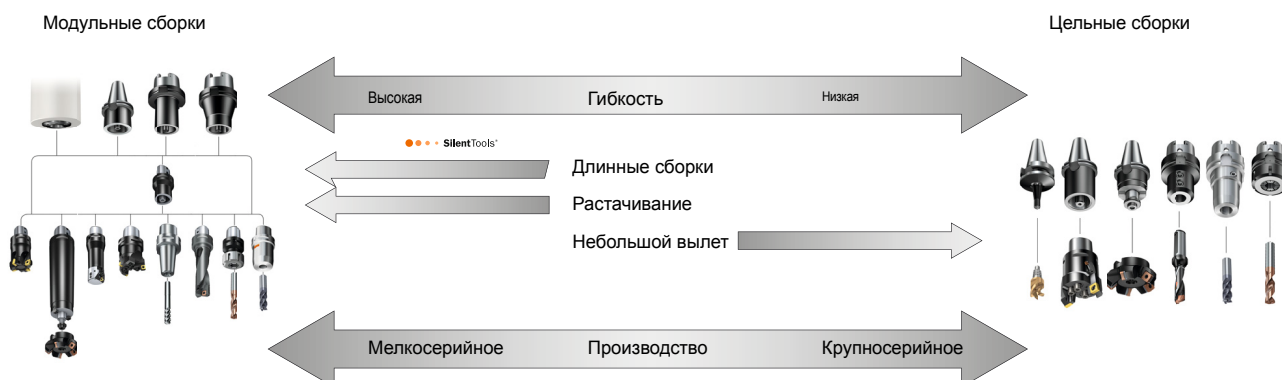 Модульные сборки
Цельные сборки
Высокая Гибкость Низкая
SilentTools®
Длинные сборки
Растачивание
Небольшой вылет
Мелкосерийное Производство Крупносерийное